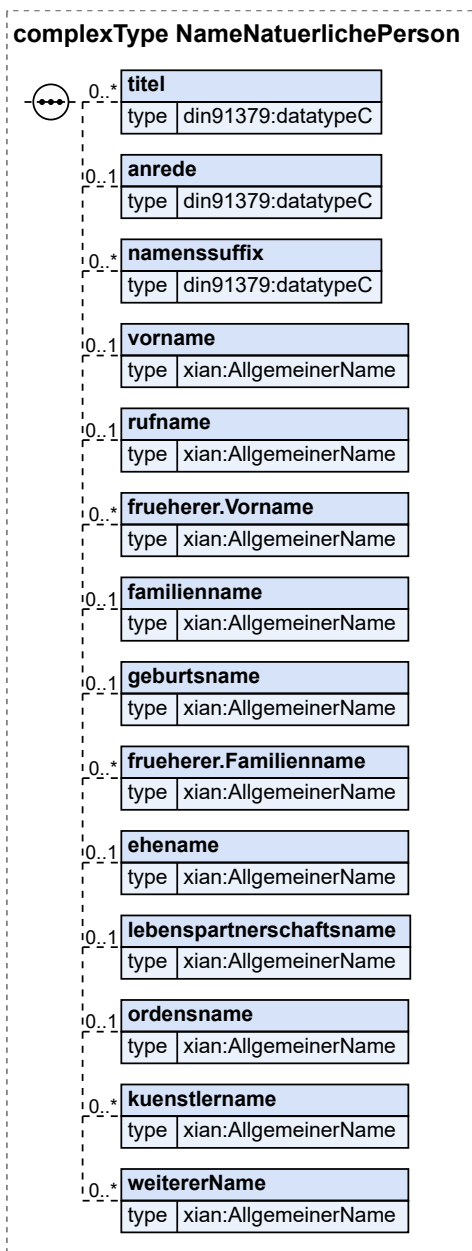 complexType NameNatuerlichePerson
0..* titel
type din91379:datatypeC
0..1 anrede
type din91379:datatypeC
0..* namenssuffix
type din91379:datatypeC
0..1 vorname
type xian:AllgemeinerName
0..1 rufname
type xian:AllgemeinerName
0..* frueherer.Vorname
type xian:AllgemeinerName
0..1 familienname
type xian:AllgemeinerName
0..1 geburtsname
type xian:AllgemeinerName
0..* frueherer.Familienname
type xian:AllgemeinerName
0..1 ehename
type xian:AllgemeinerName
0..1 lebenspartnerschaftsname
type xian:AllgemeinerName
0..1 ordensname
type xian:AllgemeinerName
0..* kuenstlername
type xian:AllgemeinerName
0..* weitererName
type xian:AllgemeinerName